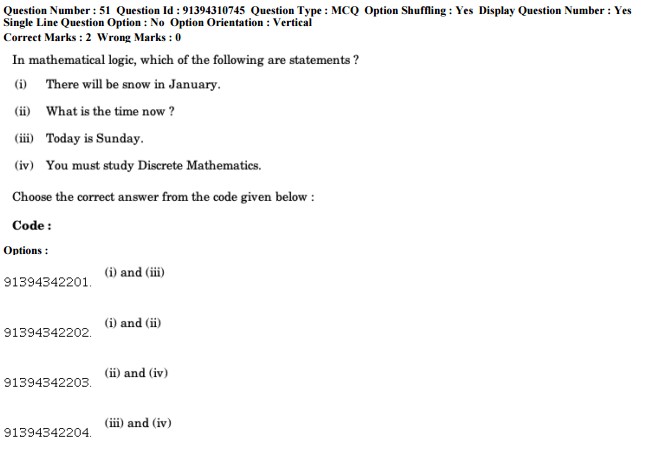 Question Number : 51 Question Id : 91394310745 Question Type : MCQ Option Shuffling : Yes Display Question Number : Yes
Single Line Question Option : No Option Orientation : Vertical
Correct Marks : 2 Wrong Marks : 0
In mathematical logic, which of the following are statements ?
(i) There will be snow in January.
(ii) What is the time now ?
(iii) Today is Sunday.
(iv) You must study Discrete Mathematics.
Choose the correct answer from the code given below :
Code :
Options :
91394342201. (i) and (iii)
91394342202. (i) and (ii)
91394342203. (ii) and (iv)
91394342204. (iii) and (iv)